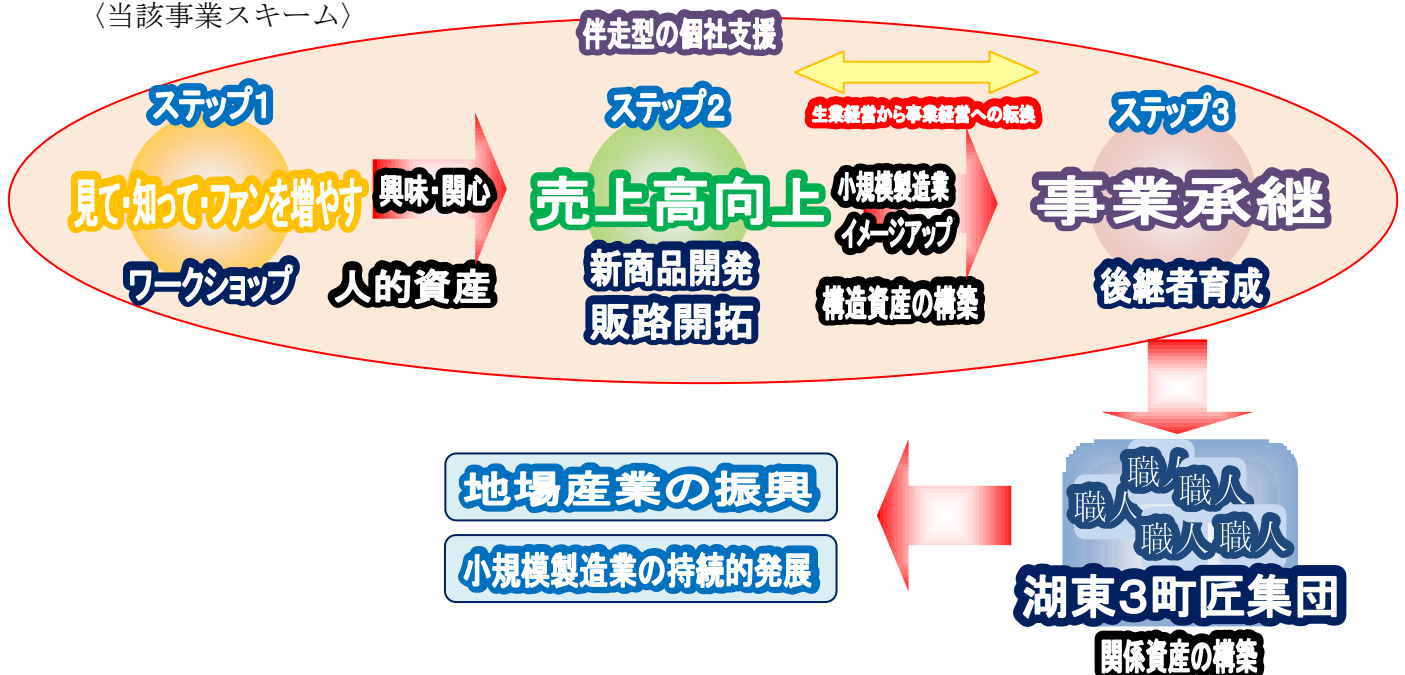 〈当該事業スキーム〉
伴走型の個社支援
ステップ1
見て・知って・ファンを増やす
ワークショップ
興味・関心
人的資産
ステップ2
売上高向上
新商品開発
販路開拓
生業経営から事業経営への転換
小規模製造業
イメージアップ
構造資産の構築
ステップ3
事業承継
後継者育成
職人
職人
職人
職人
職人
湖東3町匠集団
関係資産の構築
地場産業の振興
小規模製造業の持続的発展